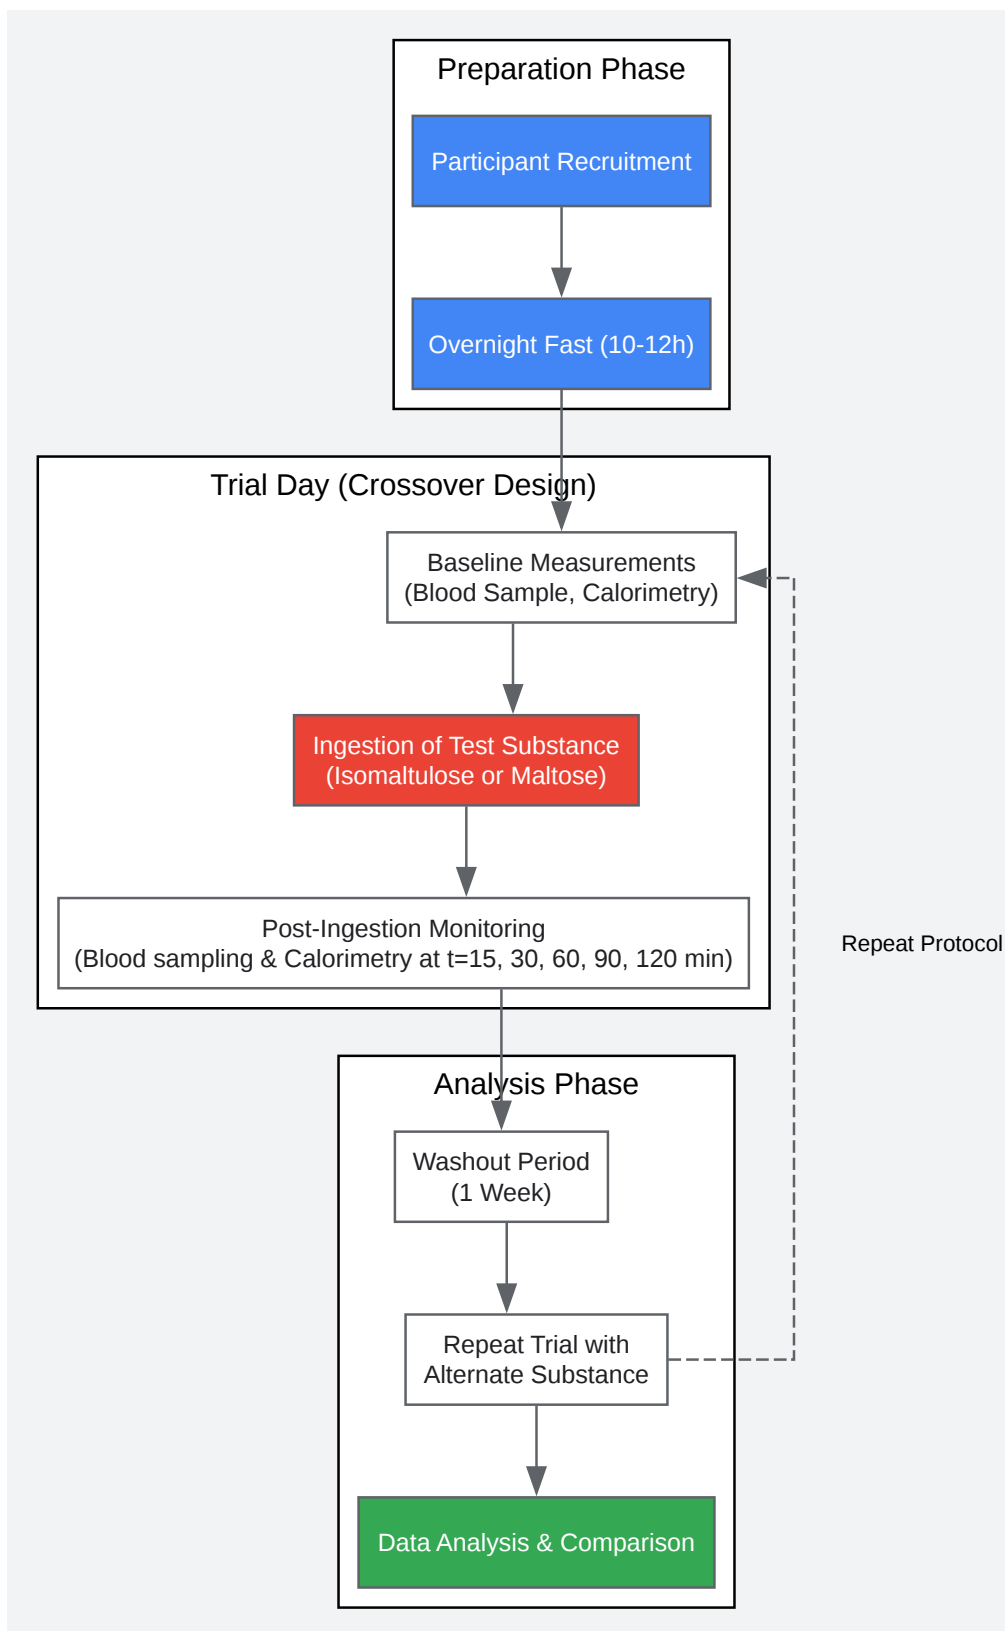 Preparation Phase
Participant Recruitment
Overnight Fast (10-12h)
Trial Day (Crossover Design)
Baseline Measurements
(Blood Sample, Calorimetry)
Ingestion of Test Substance
(Isomaltulose or Maltose)
Post-Ingestion Monitoring
(Blood sampling & Calorimetry at t=15, 30, 60, 90, 120 min)
Repeat Protocol
Analysis Phase
Washout Period
(1 Week)
Repeat Trial with
Alternate Substance
Data Analysis & Comparison